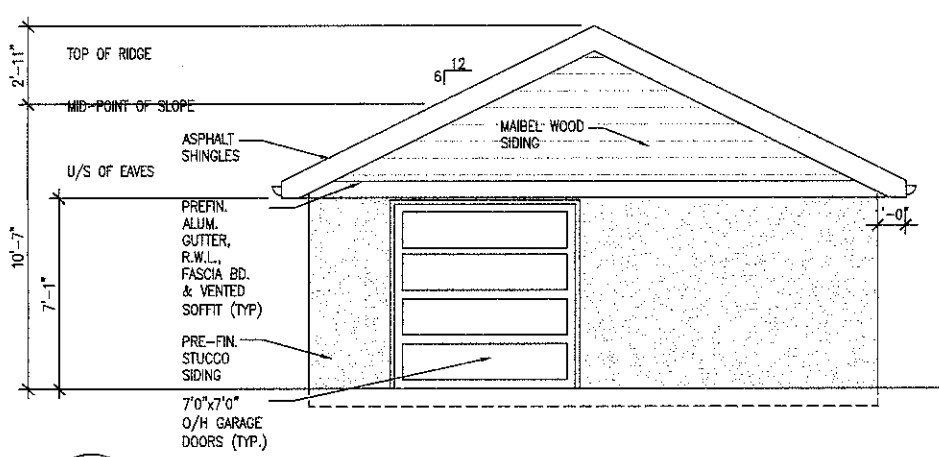 2'-11"
TOP OF RIDGE
12
6
MID-POINT OF SLOPE
ASPHALT
SHINGLES
MAIBEL WOOD
SIDING
U/S OF EAVES
PREFIN.
ALUM.
GUTTER,
R.W.L.,
FASCIA BD.
& VENTED
SOFFIT (TYP)
'-0"
10'-7"
7'-1"
PRE-FIN.
STUCCO
SIDING
7'0"x7'0"
O/H GARAGE
DOORS (TYP.)